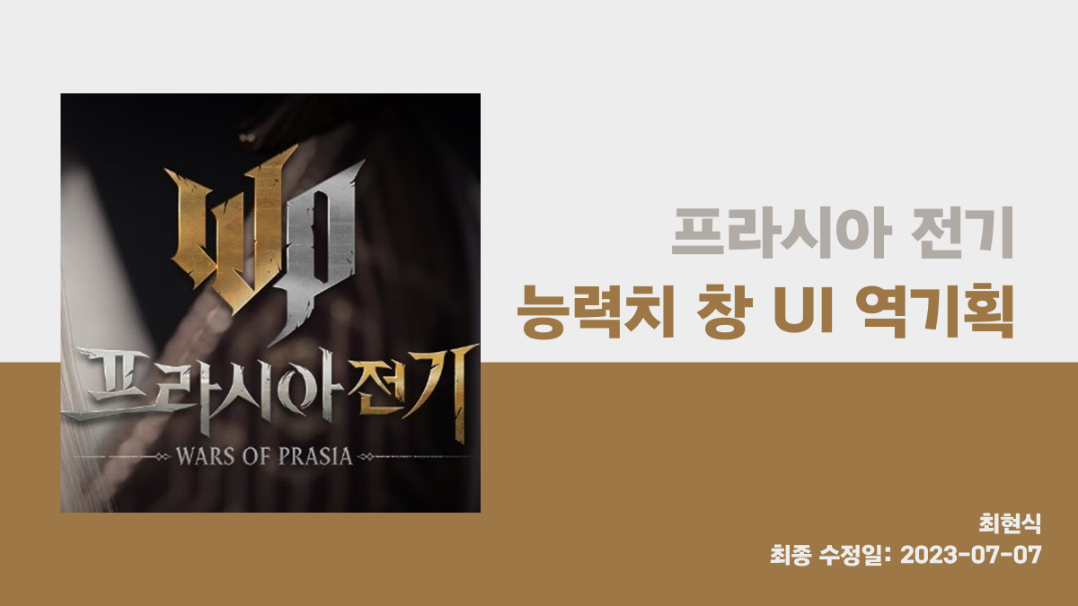 WP
프라시아전기
WARS OF PRASIA
프라시아 전기
능력치 창 UI 역기획
최현식
최종 수정일: 2023-07-07